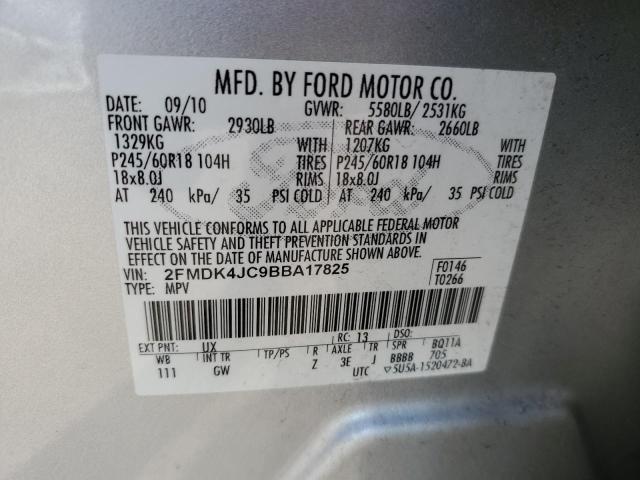 MFD. BY FORD MOTOR CO.
DATE: 09/10 GVWR: 5580LB/ 2531KG
FRONT GAWR: 2930LB REAR GAWR: 2660LB
1329KG WITH 1207KG WITH
P245/60R18 104H TIRES P245/60R18 104H TIRES
18x8.0J RIMS 18x8.0J RIMS
AT 240 kPa/ 35 PSI COLD AT 240 kPa/ 35 PSI COLD
THIS VEHICLE CONFORMS TO ALL APPLICABLE FEDERAL MOTOR
VEHICLE SAFETY AND THEFT PREVENTION STANDARDS IN
EFFECT ON THE DATE OF MANUFACTURE SHOWN ABOVE.
VIN: 2FMDK4JC9BBA17825 F0146
TYPE: MPV T0266
EXT PNT: UX RC: 13 DSO:
WB INT TR TP/PS R AXLE TR SPR BQ11A
111 GW Z 3E J BBBB 705
UTC ▽5U5A-1520472-BA